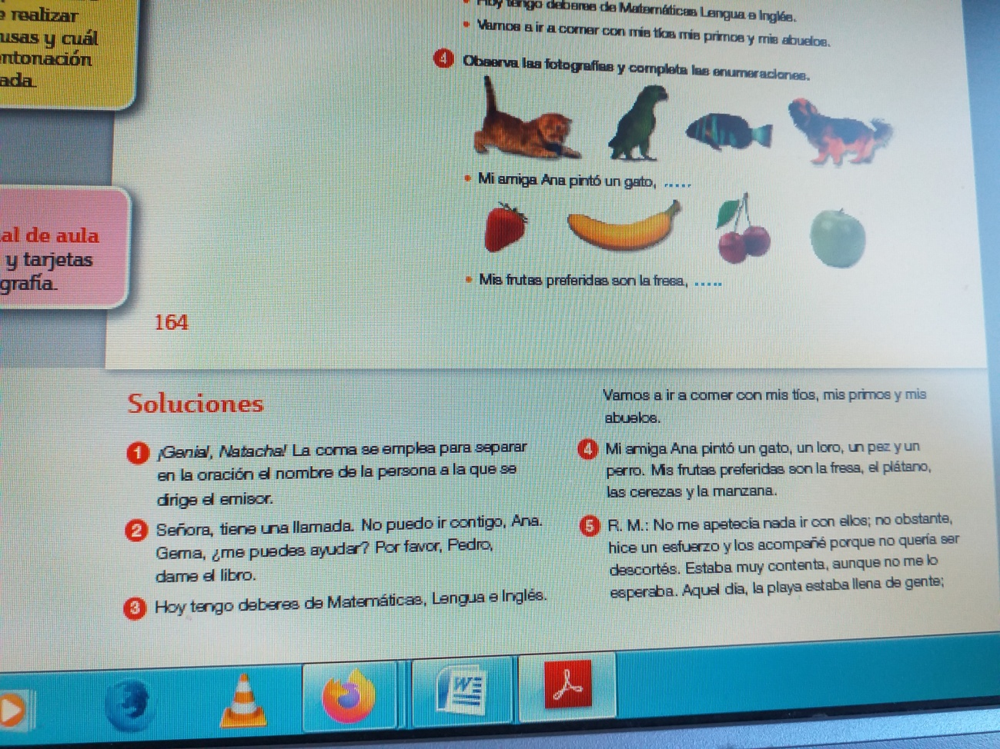 e realizar
usas y cuál
ntonación
ada.
al de aula
y tarjetas
grafía.
164
• Hoy tengo deberes de Matemáticas Lengua e Inglés.
• Vamos a ir a comer con mis tíos mis primos y mis abuelos.
4 Observa las fotografías y completa las enumeraciones.
• Mi amiga Ana pintó un gato, .....
• Mis frutas preferidas son la fresa, .....
Soluciones
1 ¡Genial, Natacha! La coma se emplea para separar
en la oración el nombre de la persona a la que se
dirige el emisor.
2 Señora, tiene una llamada. No puedo ir contigo, Ana.
Gema, ¿me puedes ayudar? Por favor, Pedro,
dame el libro.
3 Hoy tengo deberes de Matemáticas, Lengua e Inglés.
Vamos a ir a comer con mis tíos, mis primos y mis
abuelos.
4 Mi amiga Ana pintó un gato, un loro, un pez y un
perro. Mis frutas preferidas son la fresa, el plátano,
las cerezas y la manzana.
5 R. M.: No me apetecía nada ir con ellos; no obstante,
hice un esfuerzo y los acompañé porque no quería ser
descortés. Estaba muy contenta, aunque no me lo
esperaba. Aquel día, la playa estaba llena de gente;
W